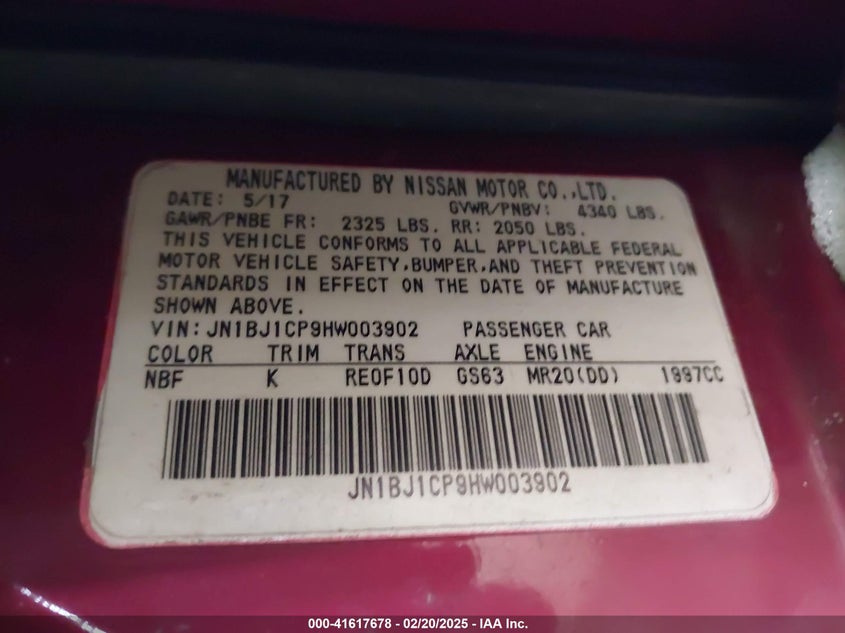 MANUFACTURED BY NISSAN MOTOR CO.,LTD.
DATE: 5/17 GVWR/PNBV: 4340 LBS.
GAWR/PNBE FR: 2325 LBS. RR: 2050 LBS.
THIS VEHICLE CONFORMS TO ALL APPLICABLE FEDERAL
MOTOR VEHICLE SAFETY,BUMPER,AND THEFT PREVENTION
STANDARDS IN EFFECT ON THE DATE OF MANUFACTURE
SHOWN ABOVE.
VIN:JN1BJ1CP9HW003902 PASSENGER CAR
COLOR TRIM TRANS AXLE ENGINE
NBF K RE0F10D GS63 MR20(DD) 1997CC
JN1BJ1CP9HW003902
000-41617678 - 02/20/2025 - IAA Inc.